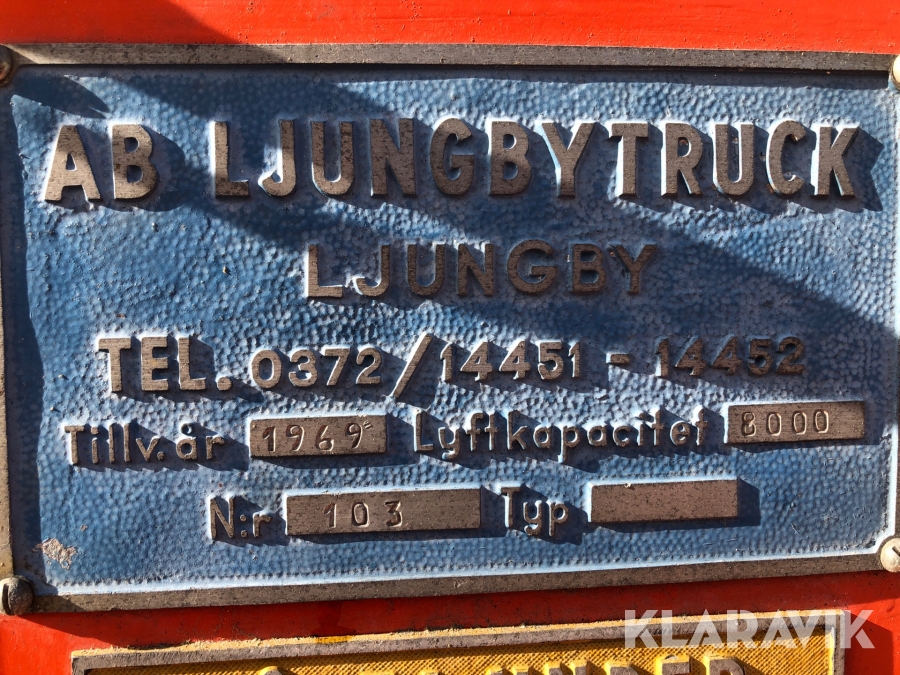 AB LJUNGBYTRUCK
LJUNGBY
TEL. 0372/14451-14452
Tillv.år 1969 Lyftkapacitet 8000
N:r 103 Typ
KLARAVIK